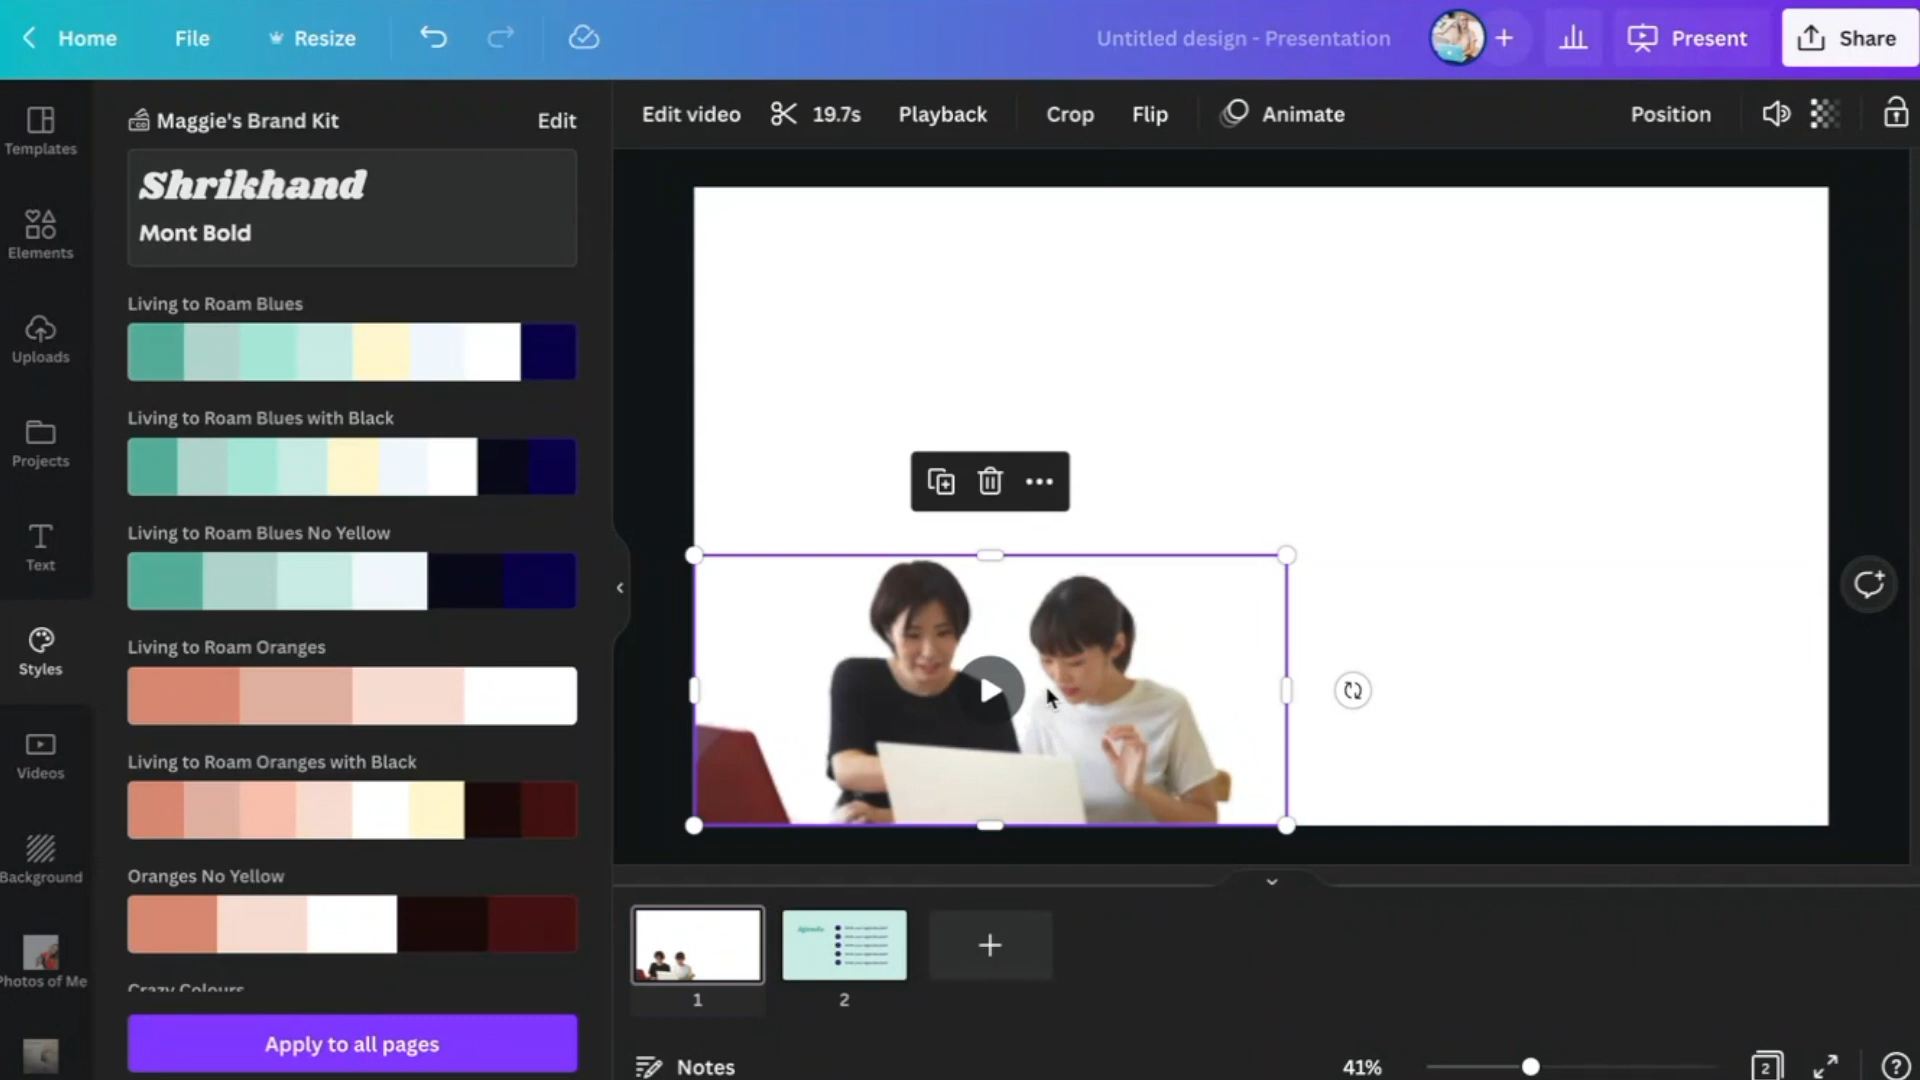 Home File Resize Untitled design - Presentation Present Share
Templates
Elements
Uploads
Projects
Text
Styles
Videos
Background
Photos of Me
Maggie's Brand Kit Edit
Shrikhand
Mont Bold
Living to Roam Blues
Living to Roam Blues with Black
Living to Roam Blues No Yellow
Living to Roam Oranges
Living to Roam Oranges with Black
Oranges No Yellow
Crazy Colours
Apply to all pages
Edit video 19.7s Playback Crop Flip Animate Position
Agenda
1 2
Notes 41% 2